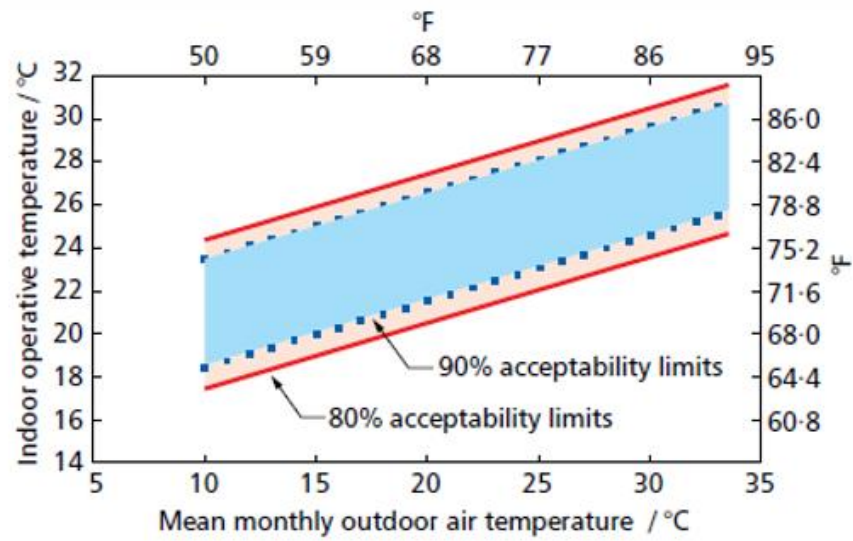 °F
50 59 68 77 86 95
Indoor operative temperature / °C
32
30
28
26
24
22
20
18
16
14
86·0
82·4
78·8
75·2
71·6
68·0
64·4
60·8
°F
90% acceptability limits
80% acceptability limits
5 10 15 20 25 30 35
Mean monthly outdoor air temperature / °C